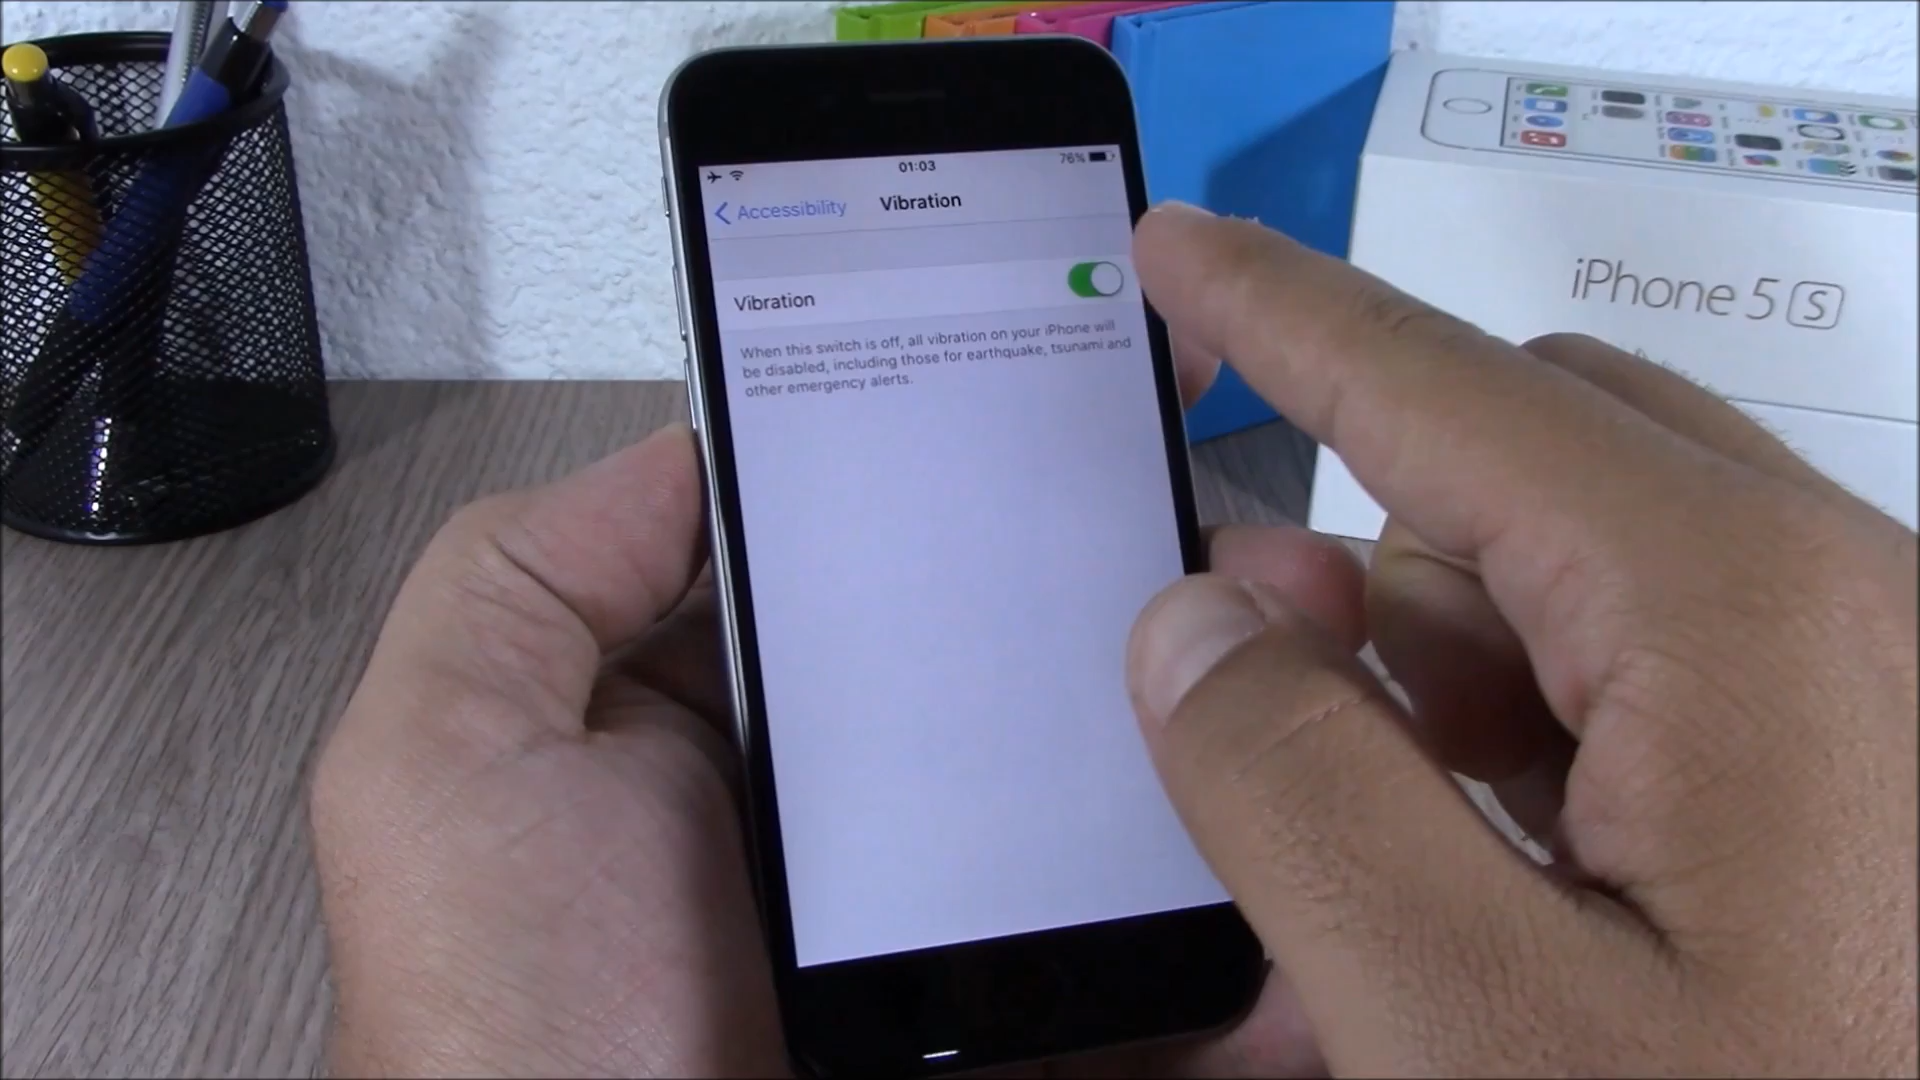 01:03
76%
Accessibility
Vibration
Vibration
When this switch is off, all vibration on your iPhone will
be disabled, including those for earthquake, tsunami and
other emergency alerts.
iPhone 5 S